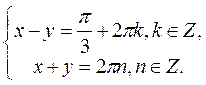 { x − y = π/3 + 2πk, k ∈ Z,
x + y = 2πn, n ∈ Z.